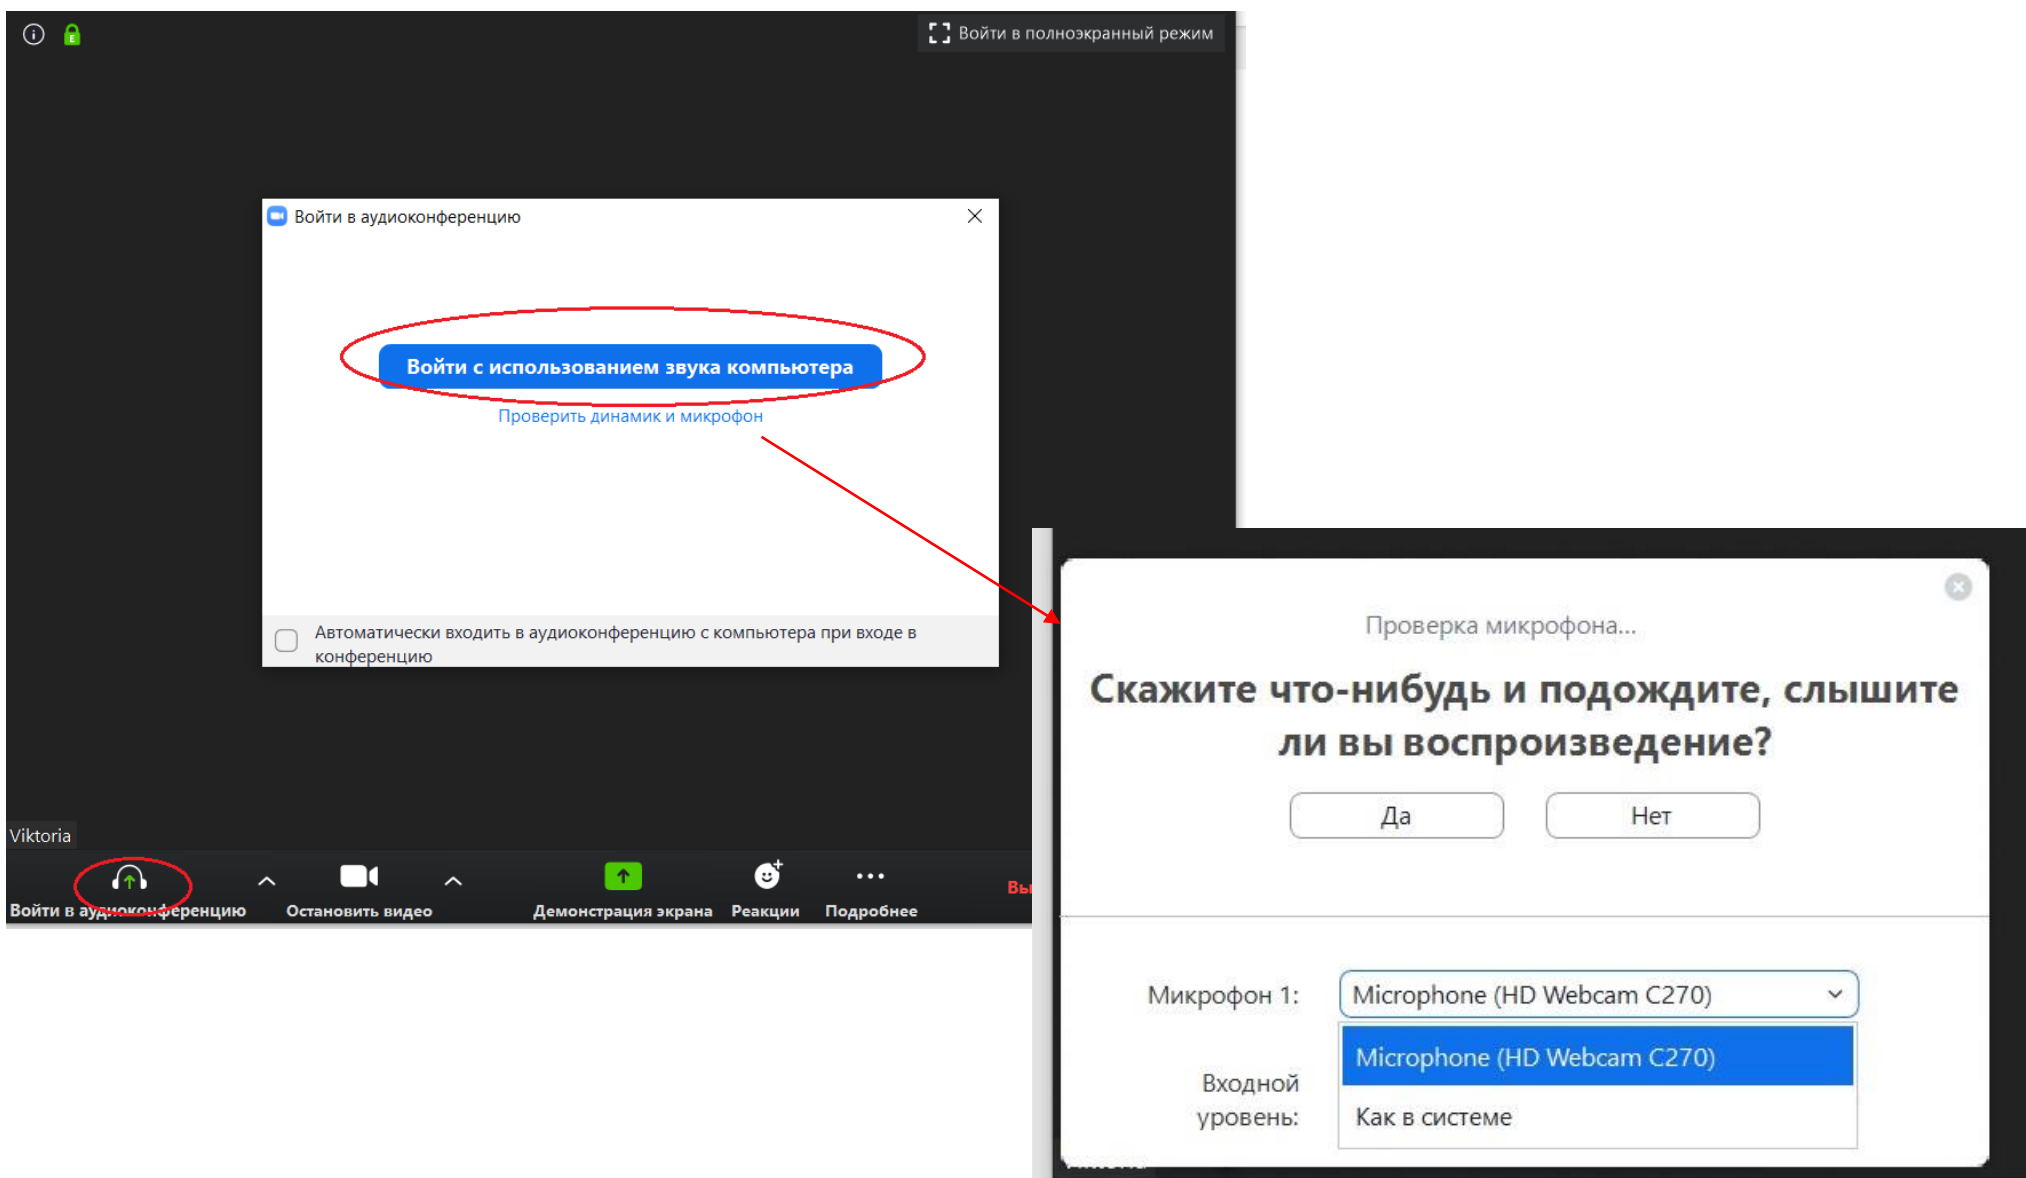 Войти в полноэкранный режим
Войти в аудиоконференцию
Войти с использованием звука компьютера
Проверить динамик и микрофон
Автоматически входить в аудиоконференцию с компьютера при входе в
конференцию
Viktoria
Войти в аудиоконференцию
Остановить видео
Демонстрация экрана
Реакции
Подробнее
Вы
Проверка микрофона...
Скажите что-нибудь и подождите, слышите
ли вы воспроизведение?
Да
Нет
Микрофон 1:
Microphone (HD Webcam C270)
Microphone (HD Webcam C270)
Входной
уровень:
Как в системе